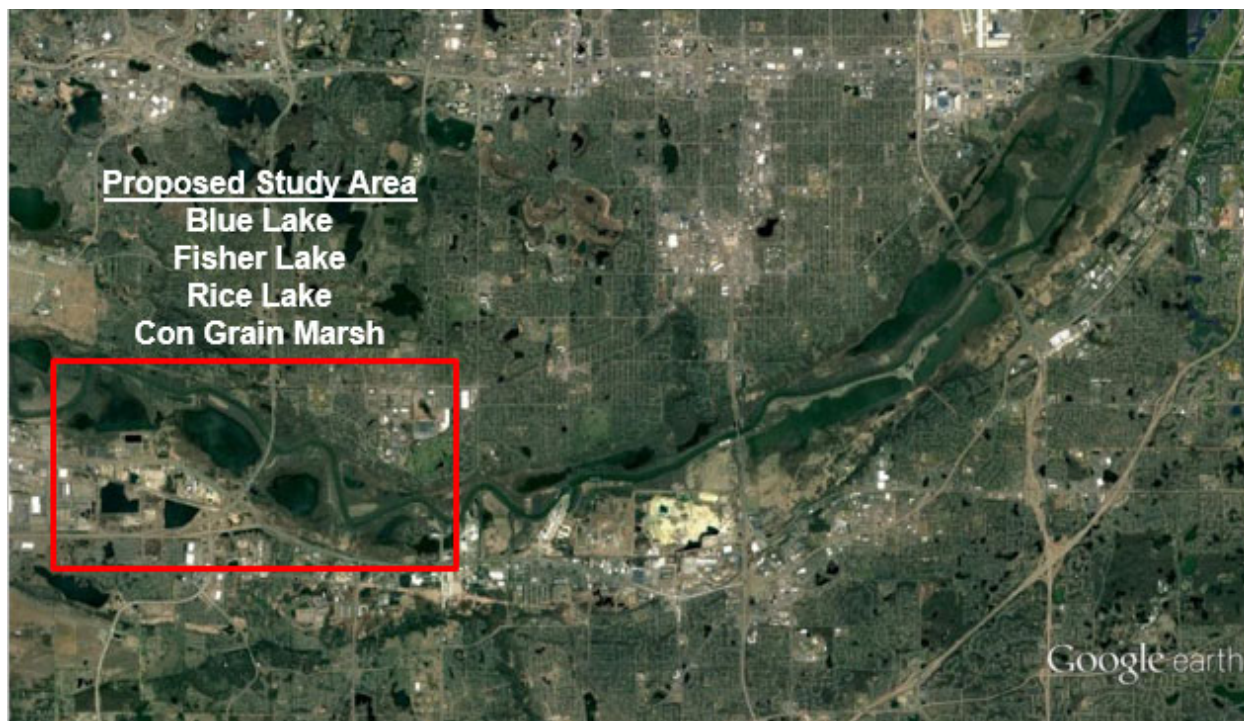 Proposed Study Area
Blue Lake
Fisher Lake
Rice Lake
Con Grain Marsh
Google earth